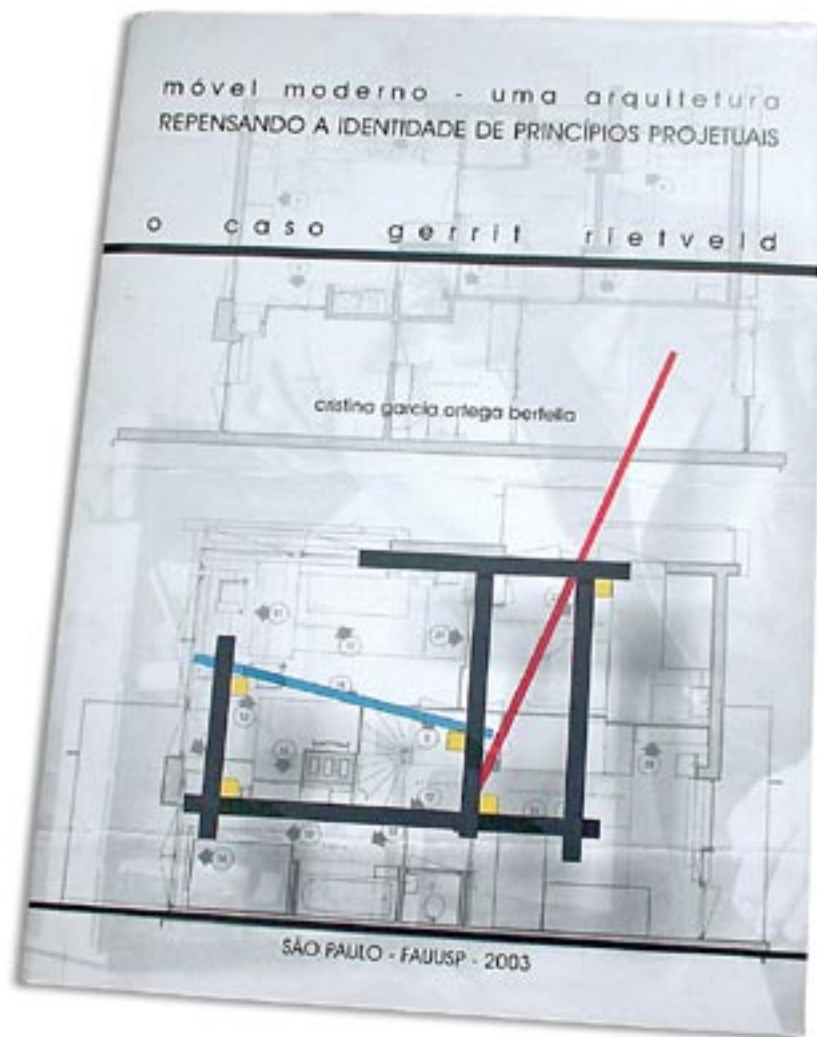 móvel moderno - uma arquitetura
REPENSANDO A IDENTIDADE DE PRINCÍPIOS PROJETUAIS
o caso gerrit rietveld
cristina garcia ortega bertella
SÃO PAULO - FAUUSP - 2003